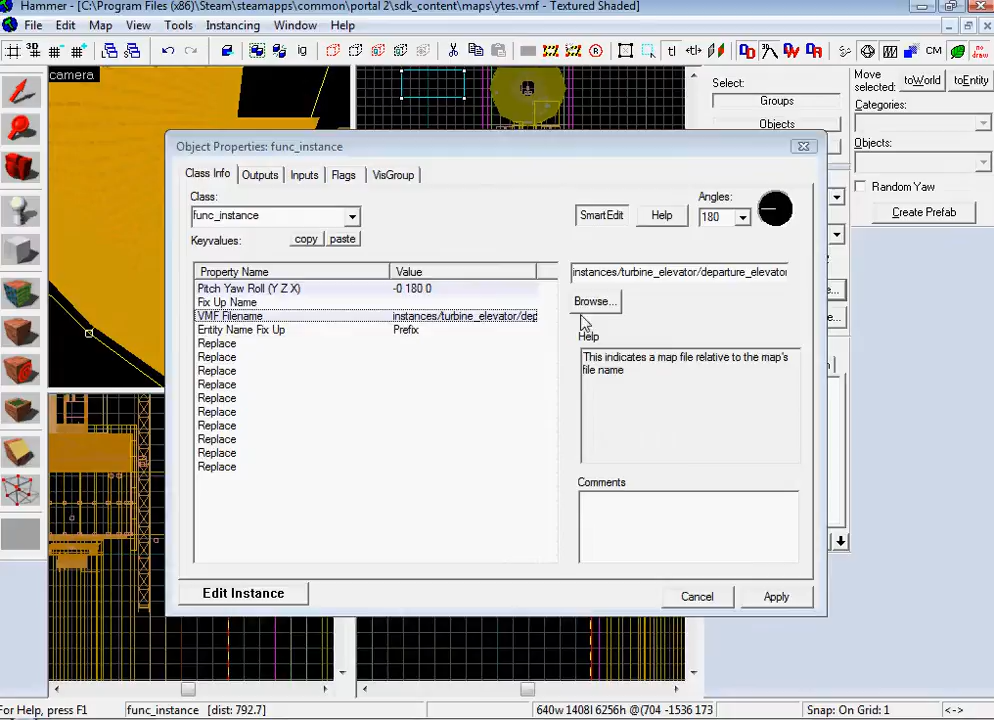 Hammer - [C:\Program Files (x86)\Steam\steamapps\common\portal 2\sdk_content\maps\ytes.vmf - Textured Shaded]
File Edit Map View Tools Instancing Window Help
camera
Select:
Groups
Objects
Move selected:
toWorld
toEntity
Categories:
Objects:
Random Yaw
Create Prefab
Object Properties: func_instance
Class Info Outputs Inputs Flags VisGroup
Class:
func_instance
Keyvalues: copy paste
SmartEdit
Help
Angles:
180
Property Name Value
Pitch Yaw Roll (Y Z X) -0 180 0
Fix Up Name
VMF Filename instances/turbine_elevator/dep
Entity Name Fix Up Prefix
Replace
Replace
Replace
Replace
Replace
Replace
Replace
Replace
Replace
Replace
instances/turbine_elevator/departure_elevator
Browse...
Help
This indicates a map file relative to the map's
file name
Comments
Edit Instance
Cancel
Apply
For Help, press F1
func_instance [dist: 792.7]
640w 1408l 6256h @(704 -1536 173
Snap: On Grid: 1
<->